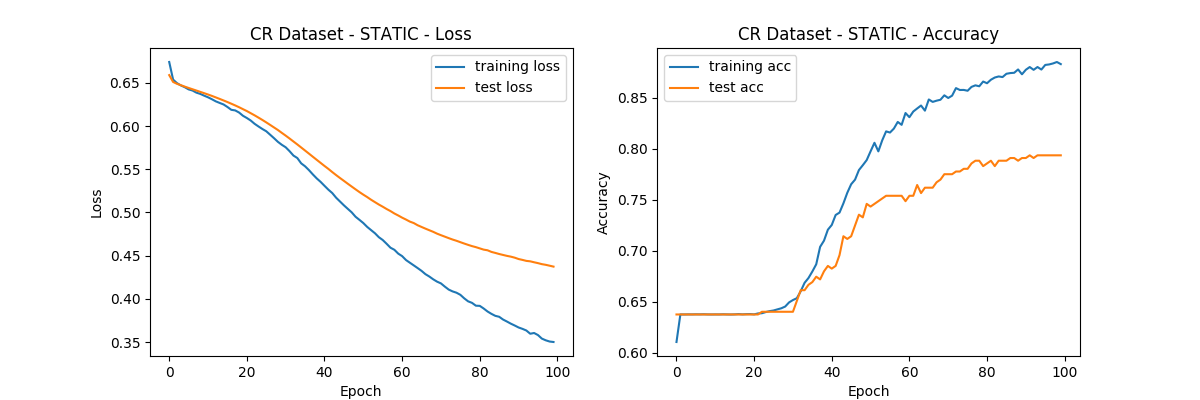 CR Dataset - STATIC - Loss
training loss
test loss
0.65
0.60
0.55
0.50
0.45
0.40
0.35
Loss
0 20 40 60 80 100
Epoch
CR Dataset - STATIC - Accuracy
training acc
test acc
0.85
0.80
0.75
0.70
0.65
0.60
Accuracy
0 20 40 60 80 100
Epoch